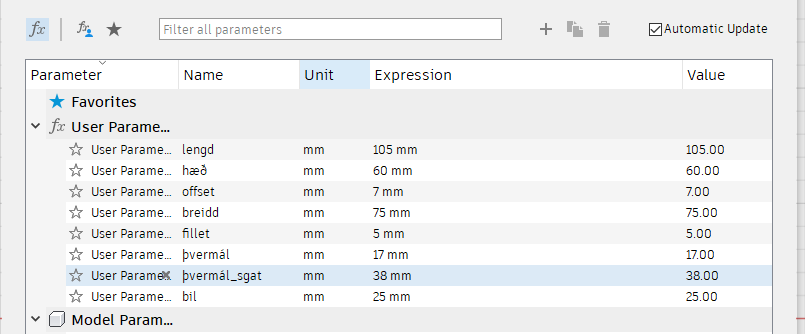 fx fx Filter all parameters Automatic Update
Parameter Name Unit Expression Value
Favorites
fx User Parame...
User Parame... lengd mm 105 mm 105.00
User Parame... hæð mm 60 mm 60.00
User Parame... offset mm 7 mm 7.00
User Parame... breidd mm 75 mm 75.00
User Parame... fillet mm 5 mm 5.00
User Parame... þvermál mm 17 mm 17.00
User Parame... þvermál_sgat mm 38 mm 38.00
User Parame... bil mm 25 mm 25.00
Model Param...